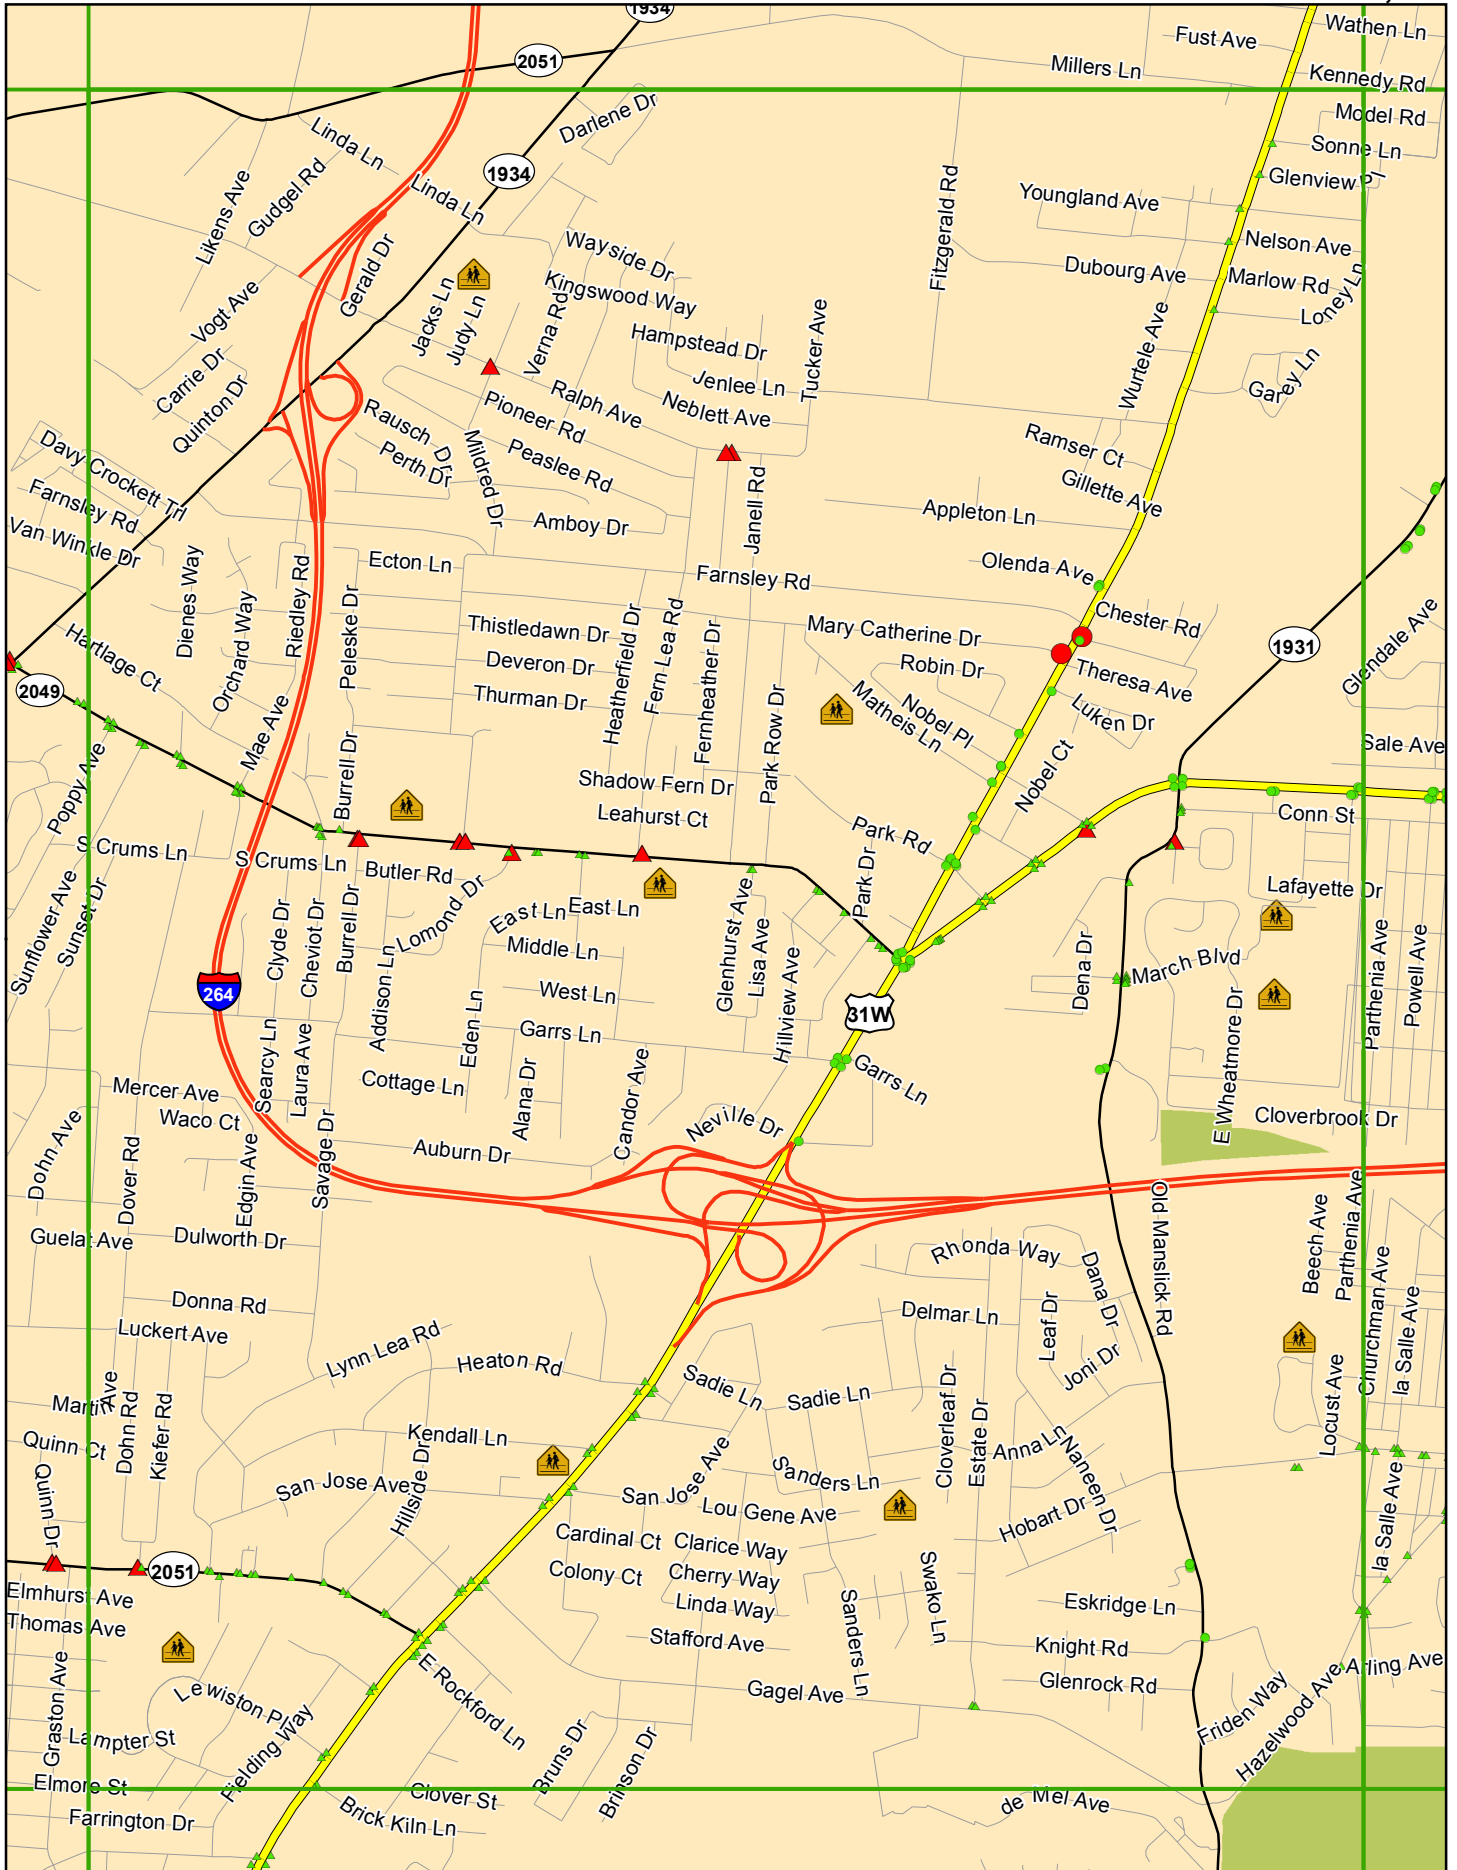 1934
Wathen Ln
Fust Ave
2051
Millers Ln
Kennedy Rd
Darlene Dr
Model Rd
Linda Ln
Sonne Ln
1934
Glenview Pl
Linda Ln
Gudgel Rd
Likens Ave
Youngland Ave
Fitzgerald Rd
Nelson Ave
Wayside Dr
Gerald Dr
Dubourg Ave
Marlow Rd
Kingswood Way
Loney Ln
Vogt Ave
Jacks Ln
Judy Ln
Verna Rd
Hampstead Dr
Tucker Ave
Wurtele Ave
Carrie Dr
Jenlee Ln
Garey Ln
Quinton Dr
Ralph Ave
Neblett Ave
Pioneer Rd
Rausch Dr
Ramser Ct
Davy Crockett Trl
Perth Dr
Mildred Dr
Peaslee Rd
Gillette Ave
Farnsley Rd
Janell Rd
Appleton Ln
Amboy Dr
Van Winkle Dr
Ecton Ln
Olenda Ave
Farnsley Rd
Dienes Way
Orchard Way
Riedley Rd
Peleske Dr
Chester Rd
Thistledawn Dr
Mary Catherine Dr
1931
Glendale Ave
Hartlage Ct
Deveron Dr
Heatherfield Dr
Fern Lea Rd
Fernheather Dr
Robin Dr
Theresa Ave
2049
Thurman Dr
Park Row Dr
Matheis Ln
Nobel Pl
Luken Dr
Mae Ave
Sale Ave
Poppy Ave
Burrell Dr
Shadow Fern Dr
Nobel Ct
Leahurst Ct
Conn St
Park Rd
S Crums Ln
S Crums Ln
Butler Rd
Park Dr
Lafayette Dr
Sunflower Ave
Sunset Dr
Clyde Dr
Cheviot Dr
Burrell Dr
Lomond Dr
East Ln
East Ln
Glenhurst Ave
Lisa Ave
Middle Ln
Addison Ln
Hillview Ave
Dena Dr
March Blvd
Parthenia Ave
Powell Ave
264
West Ln
31W
E Wheatmore Dr
Eden Ln
Garrs Ln
Searcy Ln
Laura Ave
Garrs Ln
Mercer Ave
Cottage Ln
Alana Dr
Candor Ave
Waco Ct
Neville Dr
Cloverbrook Dr
Dohn Ave
Dover Rd
Edgin Ave
Savage Dr
Auburn Dr
Guelat Ave
Dulworth Dr
Old Manslick Rd
Beech Ave
Parthenia Ave
Rhonda Way
Dana Dr
Donna Rd
Delmar Ln
Leaf Dr
Churchman Ave
la Salle Ave
Luckert Ave
Lynn Lea Rd
Heaton Rd
Joni Dr
Sadie Ln
Sadie Ln
Martin Ave
Dohn Rd
Kiefer Rd
Cloverleaf Dr
Estate Dr
Locust Ave
Quinn Ct
Kendall Ln
Anna Ln
Naneen Dr
Quinn Dr
San Jose Ave
Hillside Dr
San Jose Ave
Sanders Ln
Lou Gene Ave
Hobart Dr
la Salle Ave
Cardinal Ct
Clarice Way
2051
Colony Ct
Cherry Way
Elmhurst Ave
Linda Way
Sanders Ln
Swako Ln
Eskridge Ln
Thomas Ave
Stafford Ave
Knight Rd
Graston Ave
E Rockford Ln
Glenrock Rd
Arling Ave
Lewiston Pl
Gagel Ave
Friden Way
Hazelwood Ave
Lampter St
Fielding Way
Bruns Dr
Brinson Dr
Elmore St
Clover St
de Mel Ave
Farrington Dr
Brick Kiln Ln